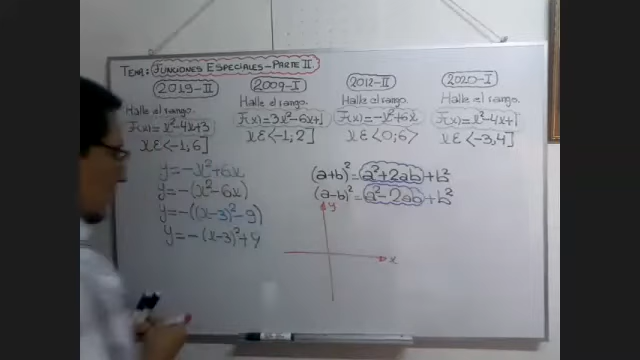 TEMA: FUNCIONES ESPECIALES-PARTE II
2019-II
Halle el rango.
F(x)=x²-4x+3
x∈<-1,6]
2009-I
Halle el rango.
F(x)=3x²-6x+1
x∈<-1,2]
2012-II
Halle el rango.
F(x)=-x²+6x
x∈<0;6>
2020-I
Halle el rango.
F(x)=x²-4x+1
x∈<-3,4]
y=-x²+6x
y=-(x²-6x)
y=-((x-3)²-9)
y=-(x-3)²+9
(a+b)²=a²+2ab+b²
(a-b)²=a²-2ab+b²
y
x